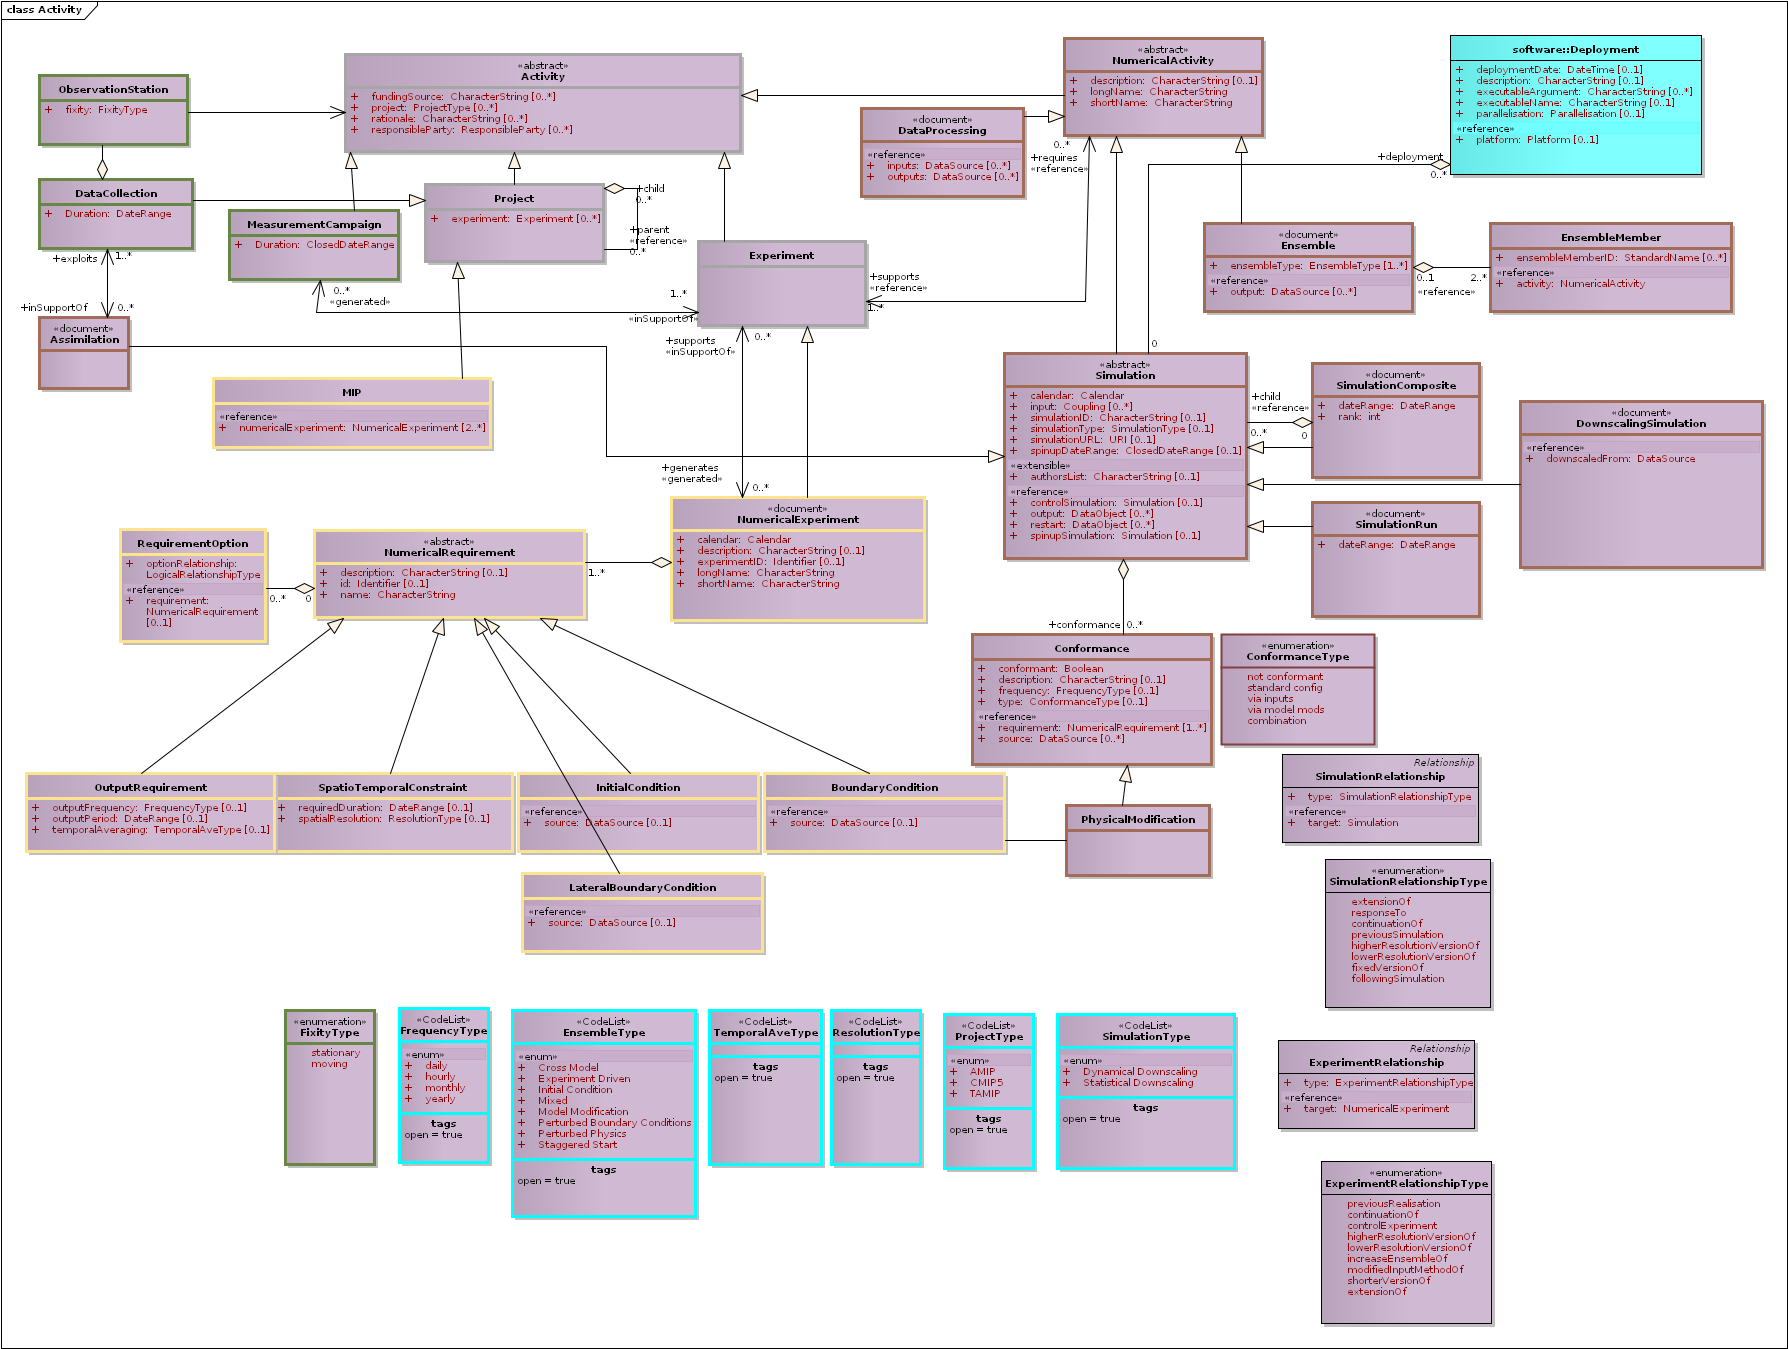 class Activity
ObservationStation
+ fixity: FixityType
«abstract»
Activity
+ fundingSource: CharacterString [0..*]
+ project: ProjectType [0..*]
+ rationale: CharacterString [0..*]
+ responsibleParty: ResponsibleParty [0..*]
«abstract»
NumericalActivity
+ description: CharacterString [0..1]
+ longName: CharacterString
+ shortName: CharacterString
software::Deployment
+ deploymentDate: DateTime [0..1]
+ description: CharacterString [0..1]
+ executableArgument: CharacterString [0..*]
+ executableName: CharacterString [0..1]
+ parallelisation: Parallelisation [0..1]
«reference»
+ platform: Platform [0..1]
«document»
DataProcessing
«reference»
+ inputs: DataSource [0..*]
+ outputs: DataSource [0..*]
0..*
+requires
«reference»
+deployment
0..*
DataCollection
+ Duration: DateRange
MeasurementCampaign
+ Duration: ClosedDateRange
Project
+ experiment: Experiment [0..*]
+child
0..*
+parent
«reference»
0..*
Experiment
+supports
«reference»
1..*
«document»
Ensemble
+ ensembleType: EnsembleType [1..*]
«reference»
+ output: DataSource [0..*]
0..1
«reference»
2..*
EnsembleMember
+ ensembleMemberID: StandardName [0..*]
«reference»
+ activity: NumericalActivity
+exploits
1..*
+inSupportOf
0..*
0..*
«generated»
1..*
«inSupportOf»
«document»
Assimilation
+supports
«inSupportOf»
0..*
0
MIP
«reference»
+ numericalExperiment: NumericalExperiment [2..*]
«abstract»
Simulation
+ calendar: Calendar
+ input: Coupling [0..*]
+ simulationID: CharacterString [0..1]
+ simulationType: SimulationType [0..1]
+ simulationURL: URI [0..1]
+ spinupDateRange: ClosedDateRange [0..1]
«extensible»
+ authorsList: CharacterString [0..1]
«reference»
+ controlSimulation: Simulation [0..1]
+ output: DataObject [0..*]
+ restart: DataObject [0..*]
+ spinupSimulation: Simulation [0..1]
+child
«reference»
0..*
0
«document»
SimulationComposite
+ dateRange: DateRange
+ rank: int
«document»
DownscalingSimulation
«reference»
+ downscaledFrom: DataSource
«document»
SimulationRun
+ dateRange: DateRange
+generates
«generated»
0..*
«document»
NumericalExperiment
+ calendar: Calendar
+ description: CharacterString [0..1]
+ experimentID: Identifier [0..1]
+ longName: CharacterString
+ shortName: CharacterString
RequirementOption
+ optionRelationship:
LogicalRelationshipType
«reference»
+ requirement:
NumericalRequirement
[0..1]
0..*
0
«abstract»
NumericalRequirement
+ description: CharacterString [0..1]
+ id: Identifier [0..1]
+ name: CharacterString
1..*
+conformance
0..*
Conformance
+ conformant: Boolean
+ description: CharacterString [0..1]
+ frequency: FrequencyType [0..1]
+ type: ConformanceType [0..1]
«reference»
+ requirement: NumericalRequirement [1..*]
+ source: DataSource [0..*]
«enumeration»
ConformanceType
not conformant
standard config
via inputs
via model mods
combination
Relationship
SimulationRelationship
+ type: SimulationRelationshipType
«reference»
+ target: Simulation
OutputRequirement
+ outputFrequency: FrequencyType [0..1]
+ outputPeriod: DateRange [0..1]
+ temporalAveraging: TemporalAveType [0..1]
SpatioTemporalConstraint
+ requiredDuration: DateRange [0..1]
+ spatialResolution: ResolutionType [0..1]
InitialCondition
«reference»
+ source: DataSource [0..1]
BoundaryCondition
«reference»
+ source: DataSource [0..1]
PhysicalModification
LateralBoundaryCondition
«reference»
+ source: DataSource [0..1]
«enumeration»
SimulationRelationshipType
extensionOf
responseTo
continuationOf
previousSimulation
higherResolutionVersionOf
lowerResolutionVersionOf
fixedVersionOf
followingSimulation
«enumeration»
FixityType
stationary
moving
«CodeList»
FrequencyType
«enum»
+ daily
+ hourly
+ monthly
+ yearly
tags
open = true
«CodeList»
EnsembleType
«enum»
+ Cross Model
+ Experiment Driven
+ Initial Condition
+ Mixed
+ Model Modification
+ Perturbed Boundary Conditions
+ Perturbed Physics
+ Staggered Start
tags
open = true
«CodeList»
TemporalAveType
tags
open = true
«CodeList»
ResolutionType
tags
open = true
«CodeList»
ProjectType
«enum»
+ AMIP
+ CMIP5
+ TAMIP
tags
open = true
«CodeList»
SimulationType
«enum»
+ Dynamical Downscaling
+ Statistical Downscaling
tags
open = true
Relationship
ExperimentRelationship
+ type: ExperimentRelationshipType
«reference»
+ target: NumericalExperiment
«enumeration»
ExperimentRelationshipType
previousRealisation
continuationOf
controlExperiment
higherResolutionVersionOf
lowerResolutionVersionOf
increaseEnsembleOf
modifiedInputMethodOf
shorterVersionOf
extensionOf